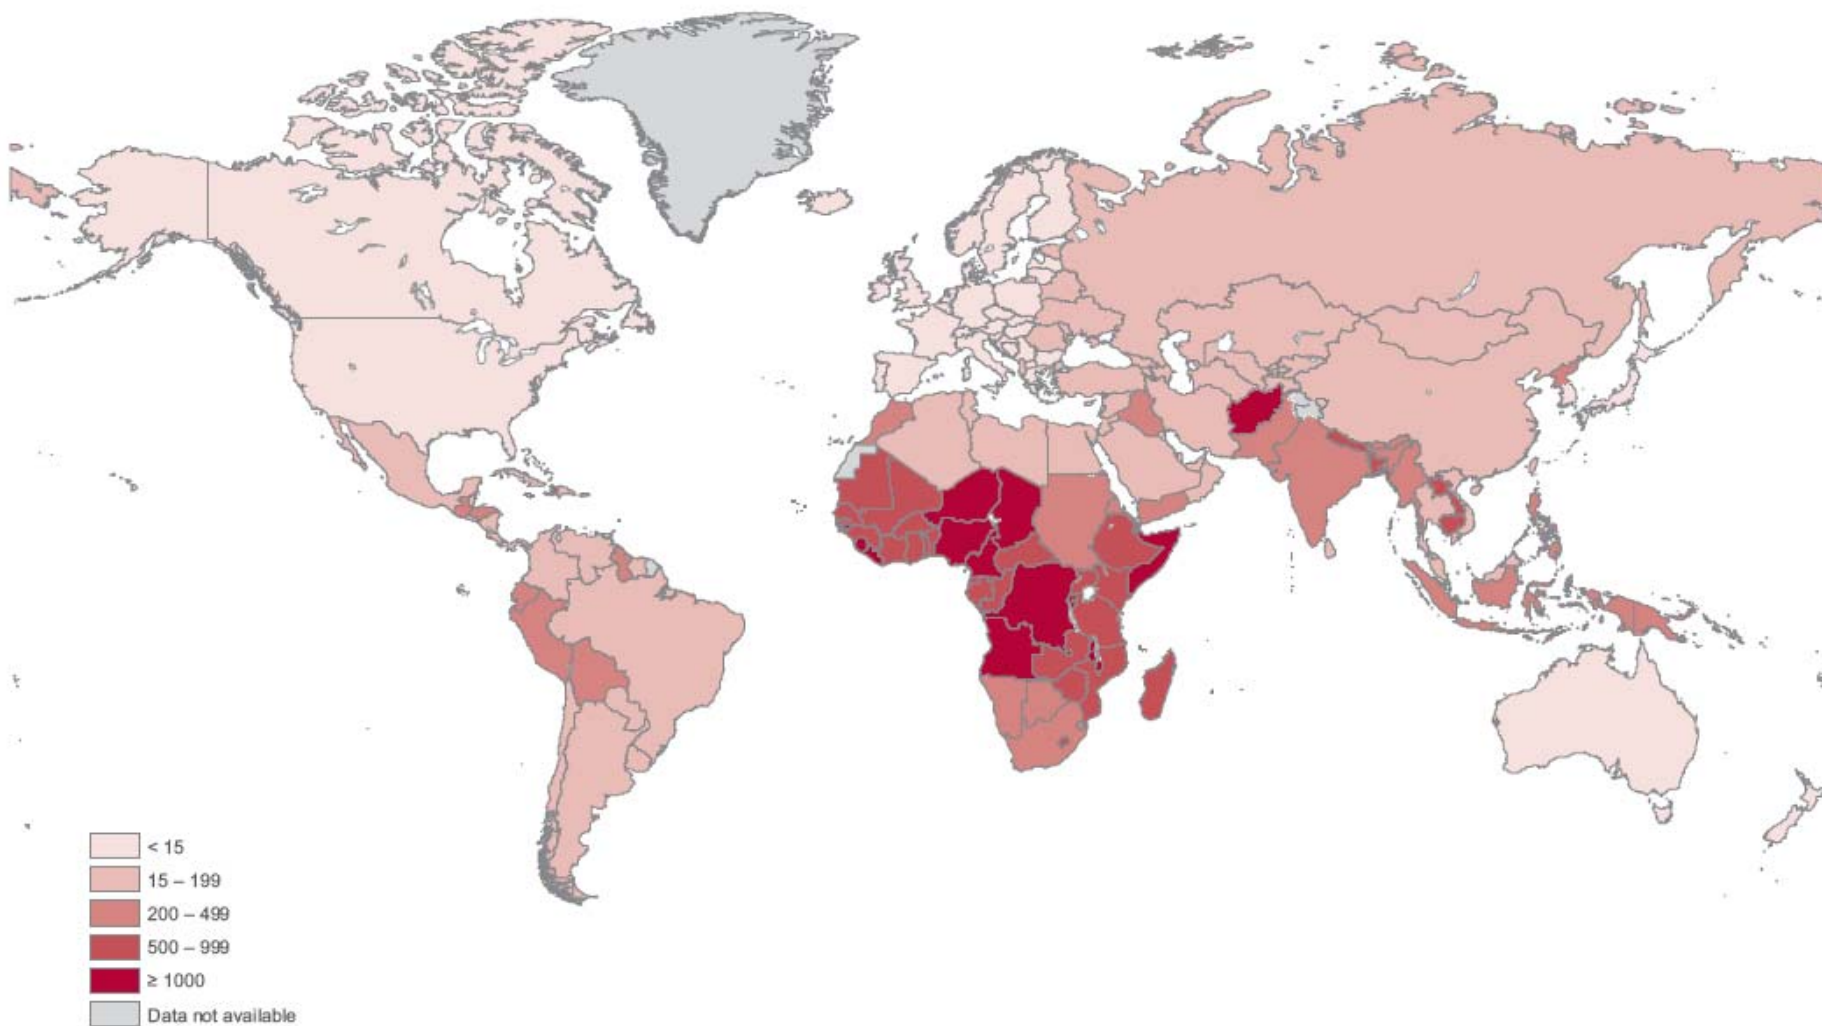 < 15
15 – 199
200 – 499
500 – 999
≥ 1000
Data not available